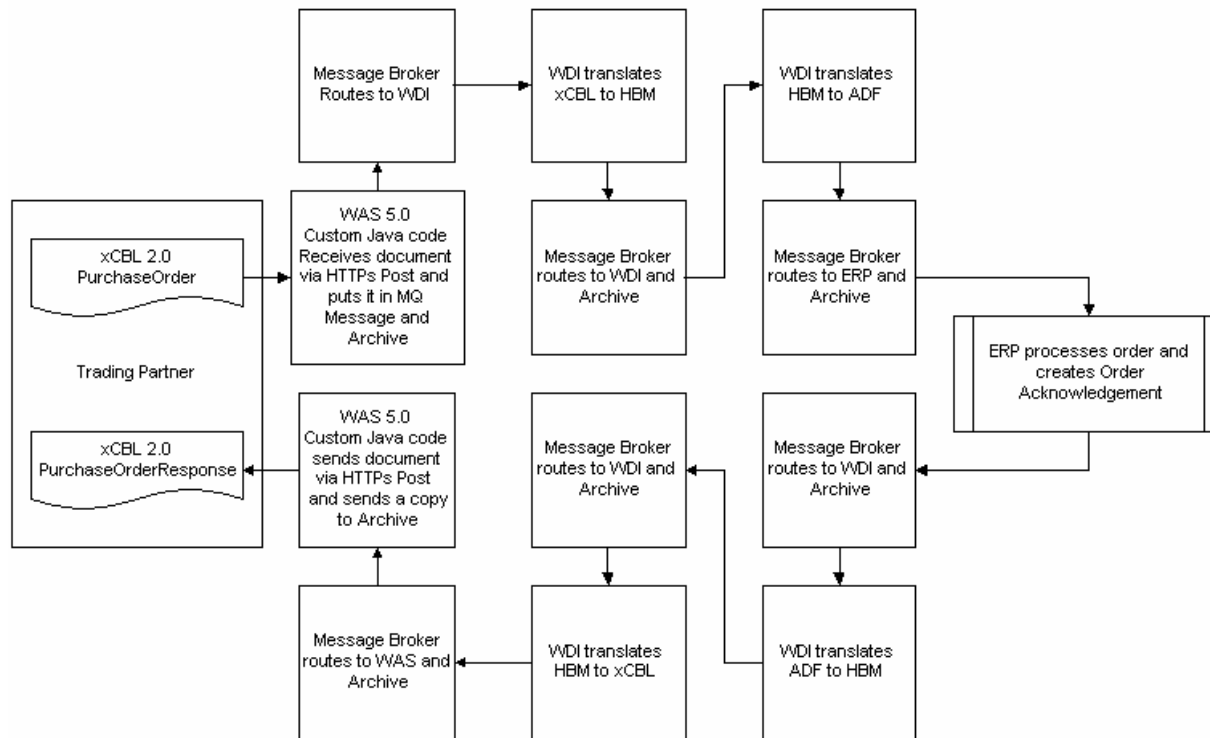 Message Broker
Routes to WDI
WDI translates
xCBL to HBM
WDI translates
HBM to ADF
xCBL 2.0
PurchaseOrder
Trading Partner
xCBL 2.0
PurchaseOrderResponse
WAS 5.0
Custom Java code
Receives document
via HTTPs Post and
puts it in MQ
Message and
Archive
Message Broker
routes to WDI and
Archive
Message Broker
routes to ERP and
Archive
ERP processes order and
creates Order
Acknowledgement
WAS 5.0
Custom Java code
sends document
via HTTPs Post
and sends a copy
to Archive
Message Broker
routes to WDI and
Archive
Message Broker
routes to WDI and
Archive
Message Broker
routes to WAS and
Archive
WDI translates
HBM to xCBL
WDI translates
ADF to HBM